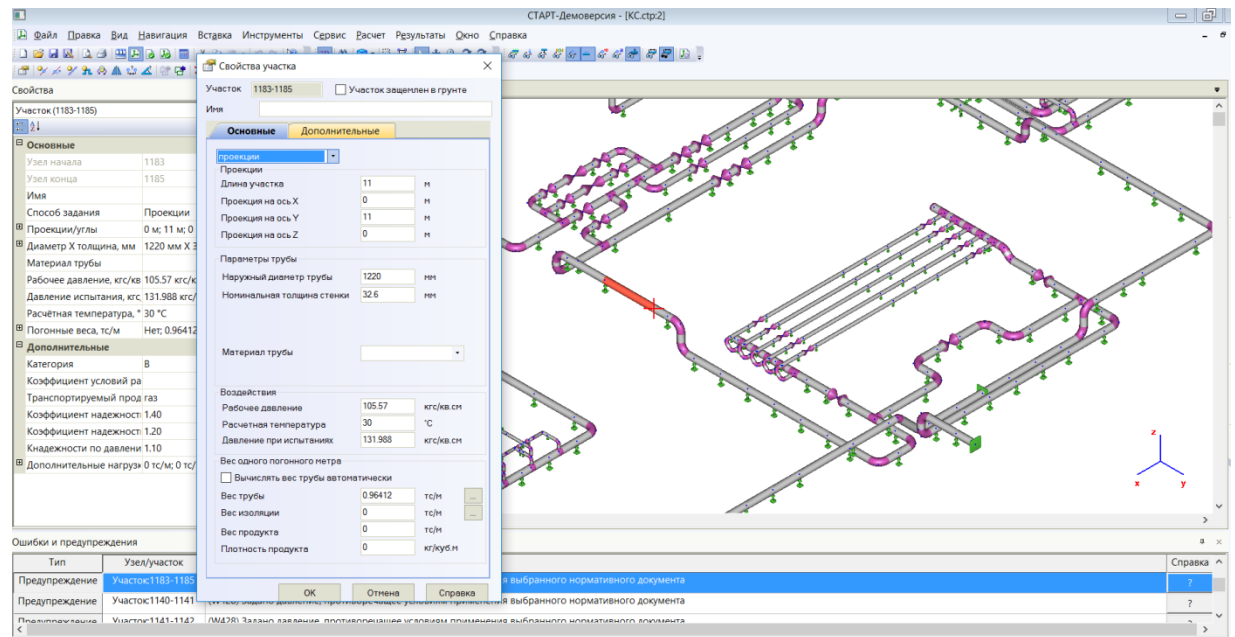 СТАРТ-Демоверсия - [КС.ctp:2]
Файл Правка Вид Навигация Вставка Инструменты Сервис Расчет Результаты Окно Справка
Свойства
Участок (1183-1185)
Основные
Узел начала 1183
Узел конца 1185
Имя
Способ задания Проекции
Проекции/углы 0 м; 11 м; 0
Диаметр X толщина, мм 1220 мм X 3
Материал трубы
Рабочее давление, кгс/кв 105.57 кгс/к
Давление испытания, кгс 131.988 кгс/
Расчётная температура, ° 30 °C
Погонные веса, тс/м Нет; 0.96412
Дополнительные
Категория B
Коэффициент условий ра
Транспортируемый прод газ
Коэффициент надежност 1.40
Коэффициент надежност 1.20
Кнадежности по давлени 1.10
Дополнительные нагрузк 0 тс/м; 0 тс/
Свойства участка
Участок 1183-1185 Участок защемлен в грунте
Имя
Основные Дополнительные
проекции
Проекции
Длина участка 11 м
Проекция на ось X 0 м
Проекция на ось Y 11 м
Проекция на ось Z 0 м
Параметры трубы
Наружный диаметр трубы 1220 мм
Номинальная толщина стенки 32.6 мм
Материал трубы
Воздействия
Рабочее давление 105.57 кгс/кв.см
Расчетная температура 30 °C
Давление при испытаниях 131.988 кгс/кв.см
Вес одного погонного метра
Вычислять вес трубы автоматически
Вес трубы 0.96412 тс/м ...
Вес изоляции 0 тс/м ...
Вес продукта 0 тс/м
Плотность продукта 0 кг/куб.м
OK Отмена Справка
z
x y
Ошибки и предупреждения
Тип Узел/участок Справка
Предупреждение Участок:1183-1185 я выбранного нормативного документа ?
Предупреждение Участок:1140-1141 (W428) Задано давление, противоречащее условиям применения выбранного нормативного документа ?
Предупреждение Участок:1141-1142 (W428) Задано давление, противоречащее условиям применения выбранного нормативного документа ?